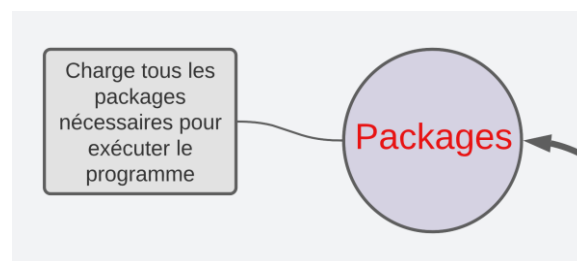 Charge tous les
packages
nécessaires pour
exécuter le
programme
Packages